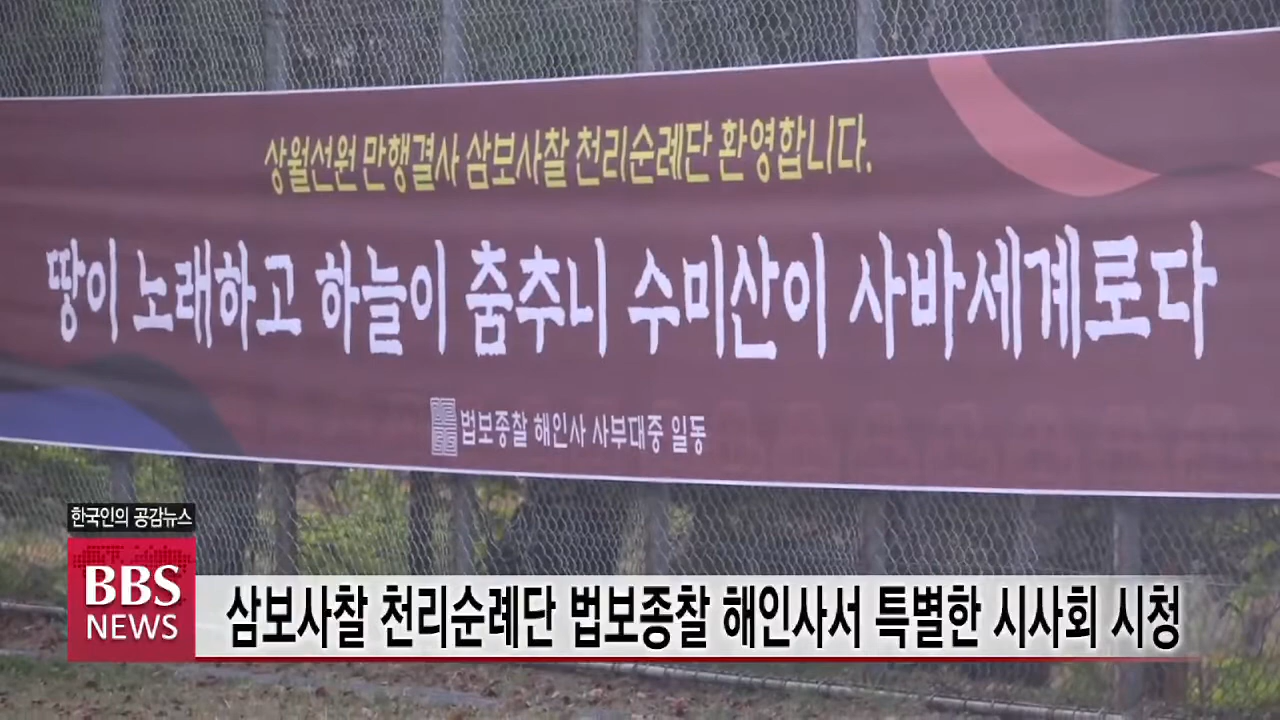 상월선원 만행결사 삼보사찰 천리순례단 환영합니다.
땅이 노래하고 하늘이 춤추니 수미산이 사바세계로다
법보종찰 해인사 사부대중 일동
한국인의 공감뉴스
BBS
NEWS
삼보사찰 천리순례단 법보종찰 해인사서 특별한 시사회 시청